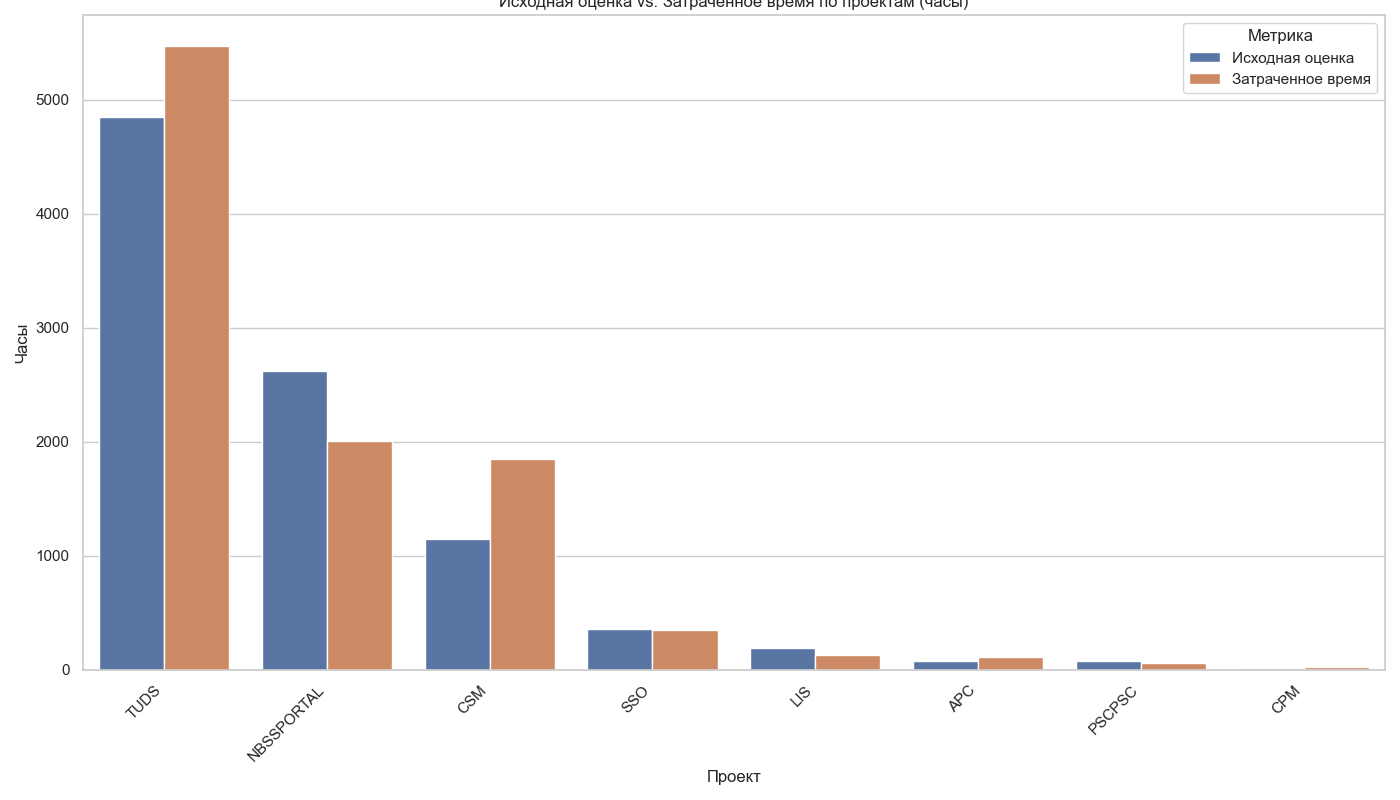 Исходная оценка vs. Затраченное время по проектам (часы)
Метрика
Исходная оценка
Затраченное время
Часы
5000
4000
3000
2000
1000
0
TUDS
NBSSPORTAL
CSM
SSO
LIS
APC
PSCPSC
CPM
Проект